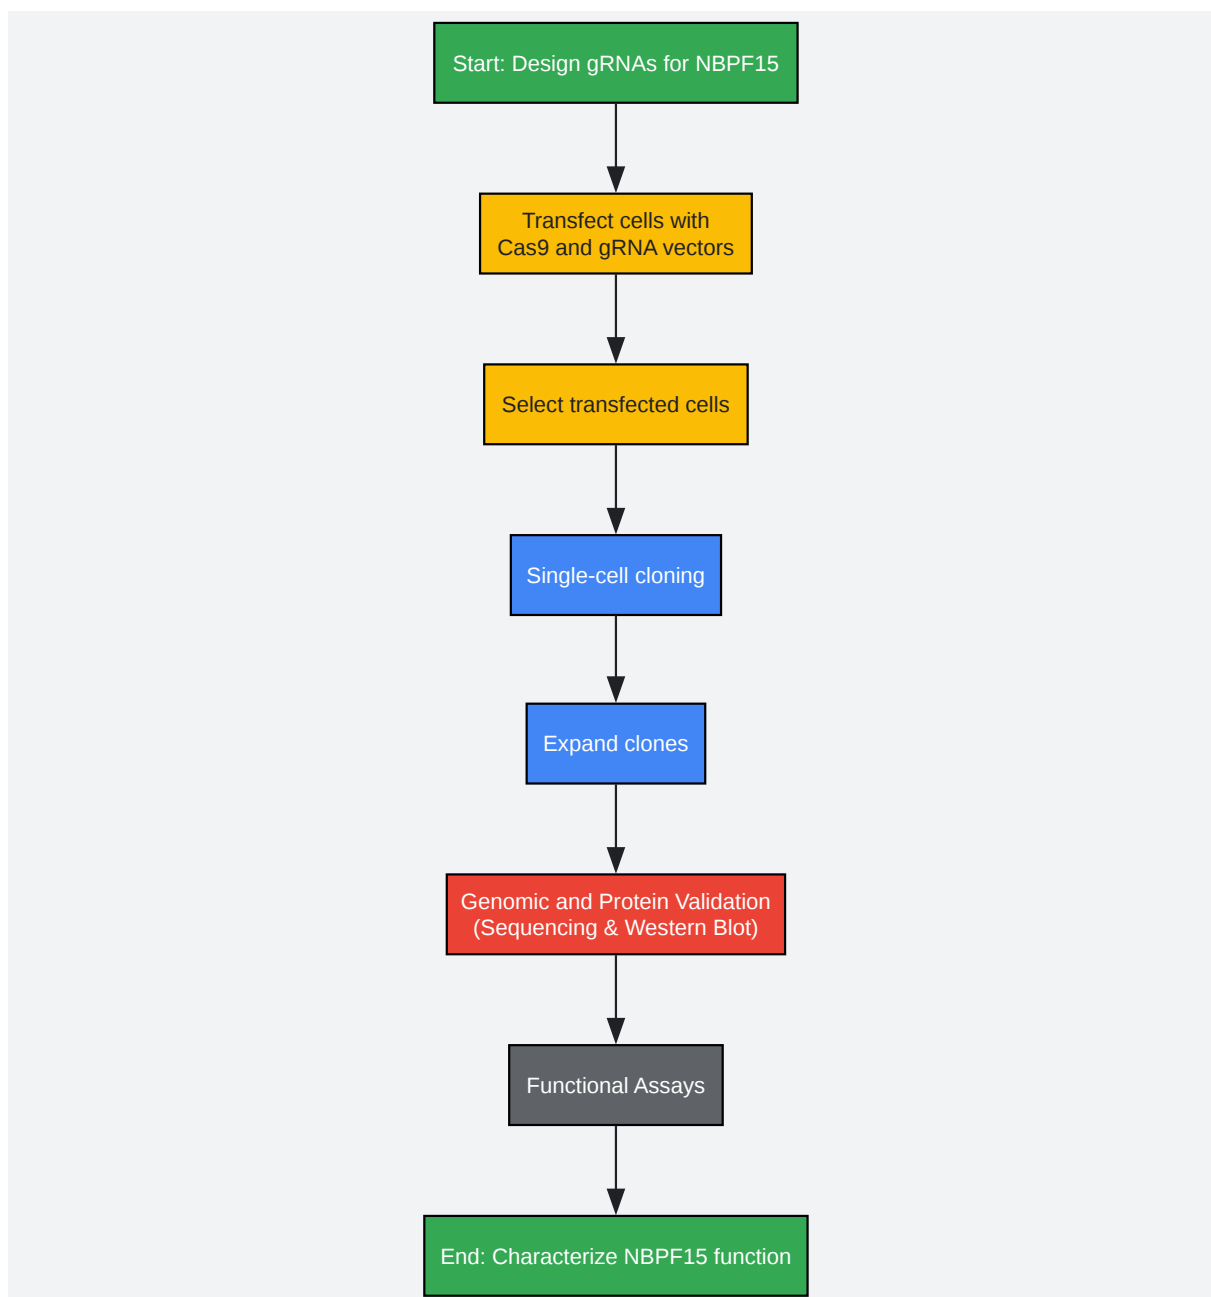 Start: Design gRNAs for NBPF15
Transfect cells with
Cas9 and gRNA vectors
Select transfected cells
Single-cell cloning
Expand clones
Genomic and Protein Validation
(Sequencing & Western Blot)
Functional Assays
End: Characterize NBPF15 function